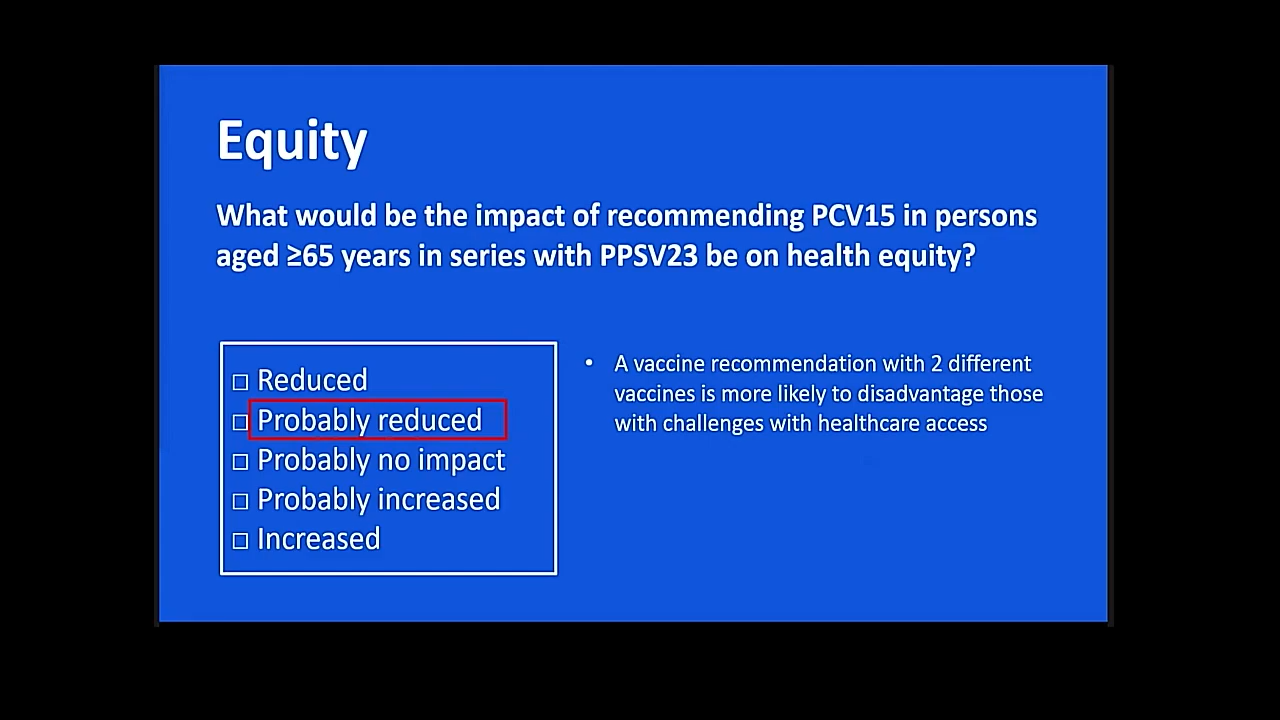 Equity
What would be the impact of recommending PCV15 in persons
aged ≥65 years in series with PPSV23 be on health equity?
□ Reduced
□ Probably reduced
□ Probably no impact
□ Probably increased
□ Increased
• A vaccine recommendation with 2 different
vaccines is more likely to disadvantage those
with challenges with healthcare access